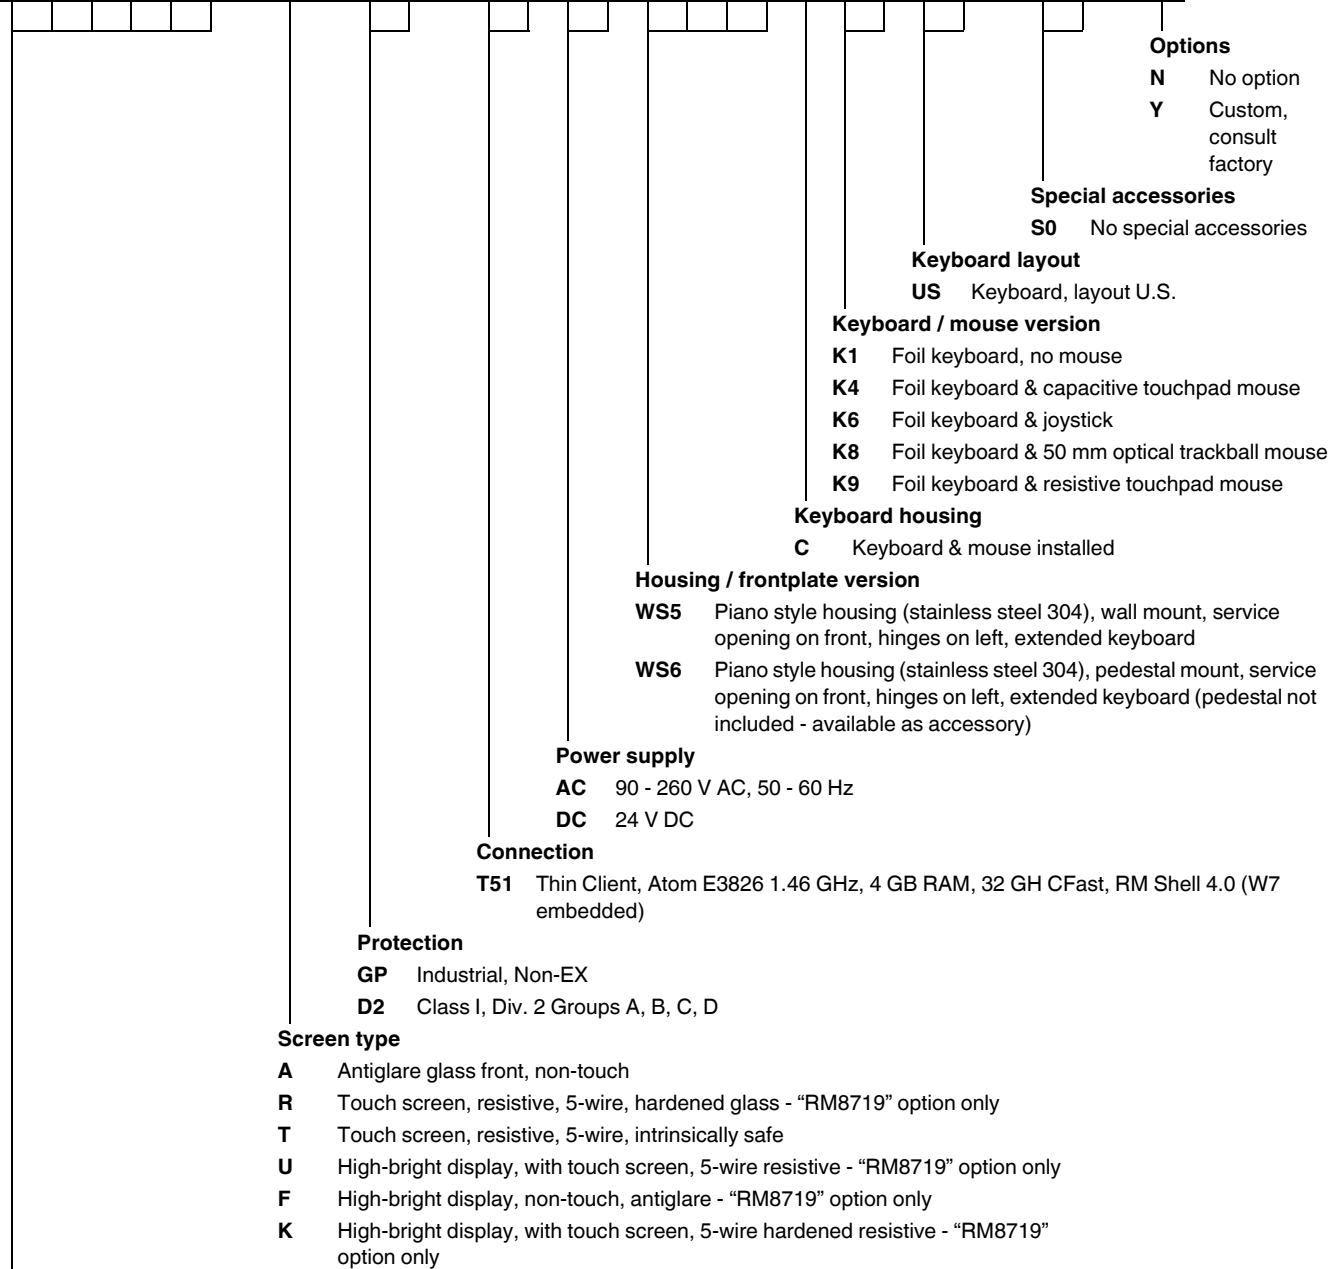 Options
N No option
Y Custom,
consult
factory
Special accessories
S0 No special accessories
Keyboard layout
US Keyboard, layout U.S.
Keyboard / mouse version
K1 Foil keyboard, no mouse
K4 Foil keyboard & capacitive touchpad mouse
K6 Foil keyboard & joystick
K8 Foil keyboard & 50 mm optical trackball mouse
K9 Foil keyboard & resistive touchpad mouse
Keyboard housing
C Keyboard & mouse installed
Housing / frontplate version
WS5 Piano style housing (stainless steel 304), wall mount, service
opening on front, hinges on left, extended keyboard
WS6 Piano style housing (stainless steel 304), pedestal mount, service
opening on front, hinges on left, extended keyboard (pedestal not
included - available as accessory)
Power supply
AC 90 - 260 V AC, 50 - 60 Hz
DC 24 V DC
Connection
T51 Thin Client, Atom E3826 1.46 GHz, 4 GB RAM, 32 GH CFast, RM Shell 4.0 (W7
embedded)
Protection
GP Industrial, Non-EX
D2 Class I, Div. 2 Groups A, B, C, D
Screen type
A Antiglare glass front, non-touch
R Touch screen, resistive, 5-wire, hardened glass - “RM8719” option only
T Touch screen, resistive, 5-wire, intrinsically safe
U High-bright display, with touch screen, 5-wire resistive - “RM8719” option only
F High-bright display, non-touch, antiglare - “RM8719” option only
K High-bright display, with touch screen, 5-wire hardened resistive - “RM8719”
option only